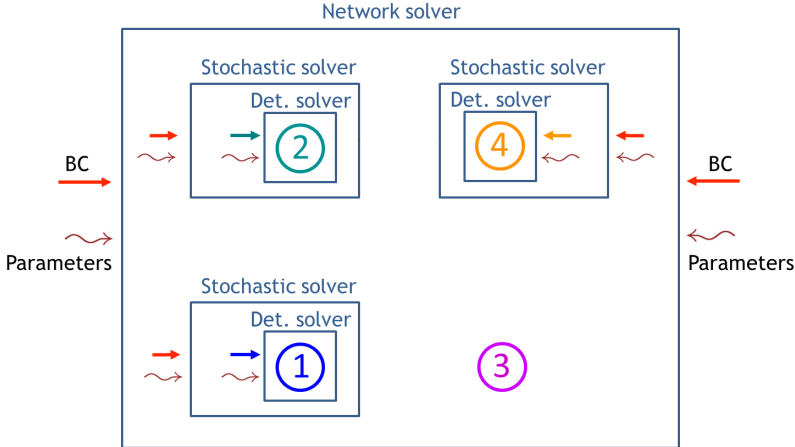 Network solver
Stochastic solver
Stochastic solver
Det. solver
Det. solver
2
4
BC
BC
Parameters
Parameters
Stochastic solver
Det. solver
1
3